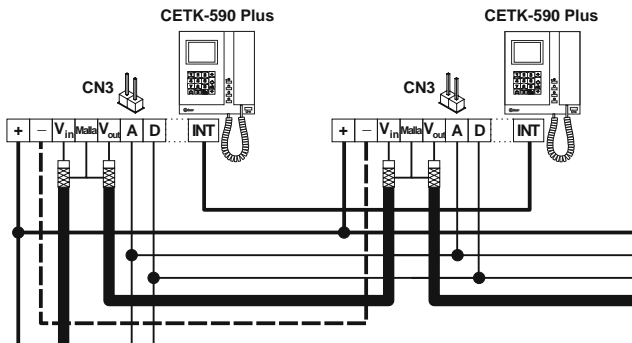 CETK-590 Plus
CETK-590 Plus
CN3
CN3
+ – Vin Malla Vout A D INT
+ – Vin Malla Vout A D INT